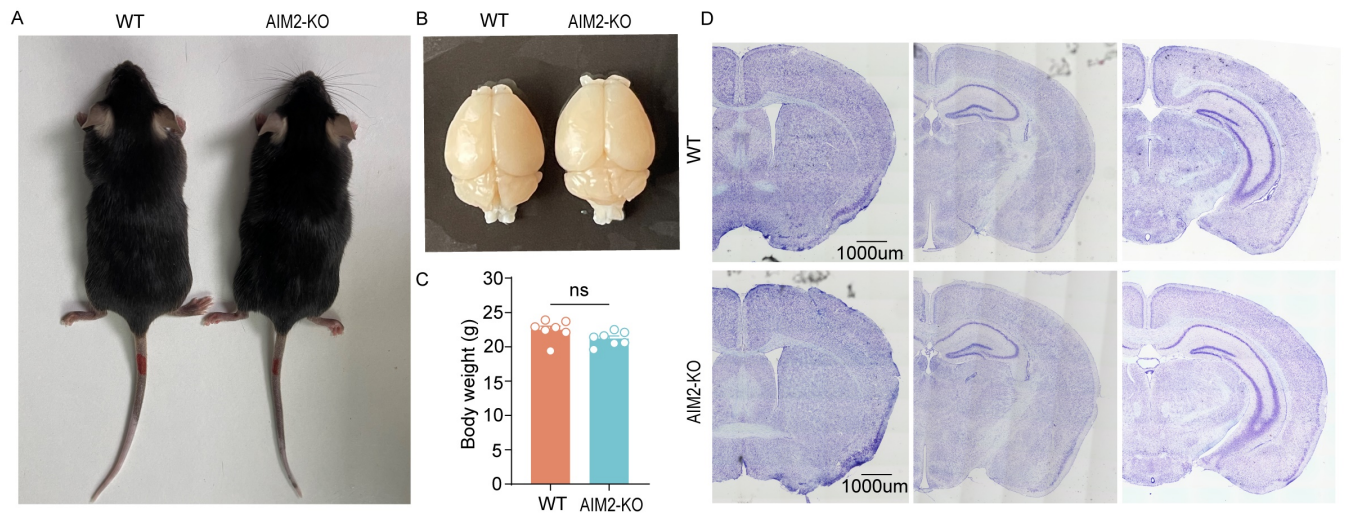 A
WT
AIM2-KO
B
WT
AIM2-KO
C
30
25
20
15
10
5
0
Body weight (g)
ns
WT
AIM2-KO
D
WT
1000um
AIM2-KO
1000um